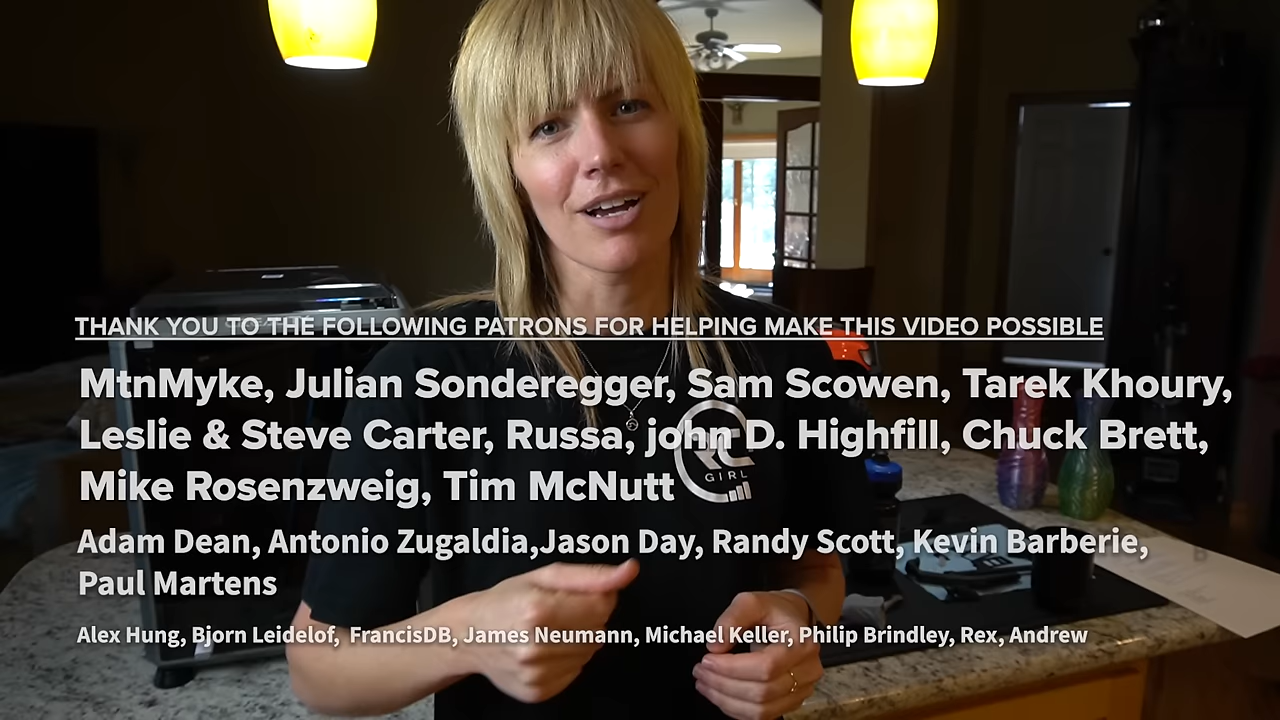 THANK YOU TO THE FOLLOWING PATRONS FOR HELPING MAKE THIS VIDEO POSSIBLE
MtnMyke, Julian Sonderegger, Sam Scowen, Tarek Khoury,
Leslie & Steve Carter, Russa, john D. Highfill, Chuck Brett,
Mike Rosenzweig, Tim McNutt
RC
GIRL
Adam Dean, Antonio Zugaldia,Jason Day, Randy Scott, Kevin Barberie,
Paul Martens
Alex Hung, Bjorn Leidelof, FrancisDB, James Neumann, Michael Keller, Philip Brindley, Rex, Andrew